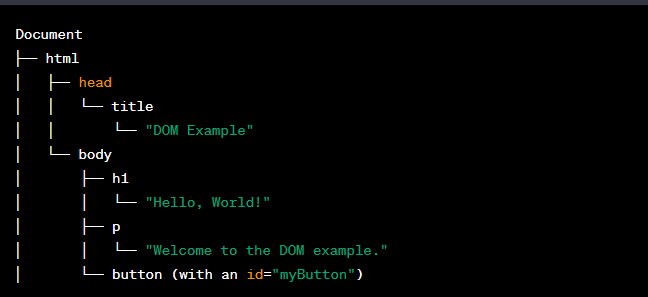 Document
├── html
│   ├── head
│   │   └── title
│   │       └── "DOM Example"
│   └── body
│       ├── h1
│       │   └── "Hello, World!"
│       ├── p
│       │   └── "Welcome to the DOM example."
│       └── button (with an id="myButton")